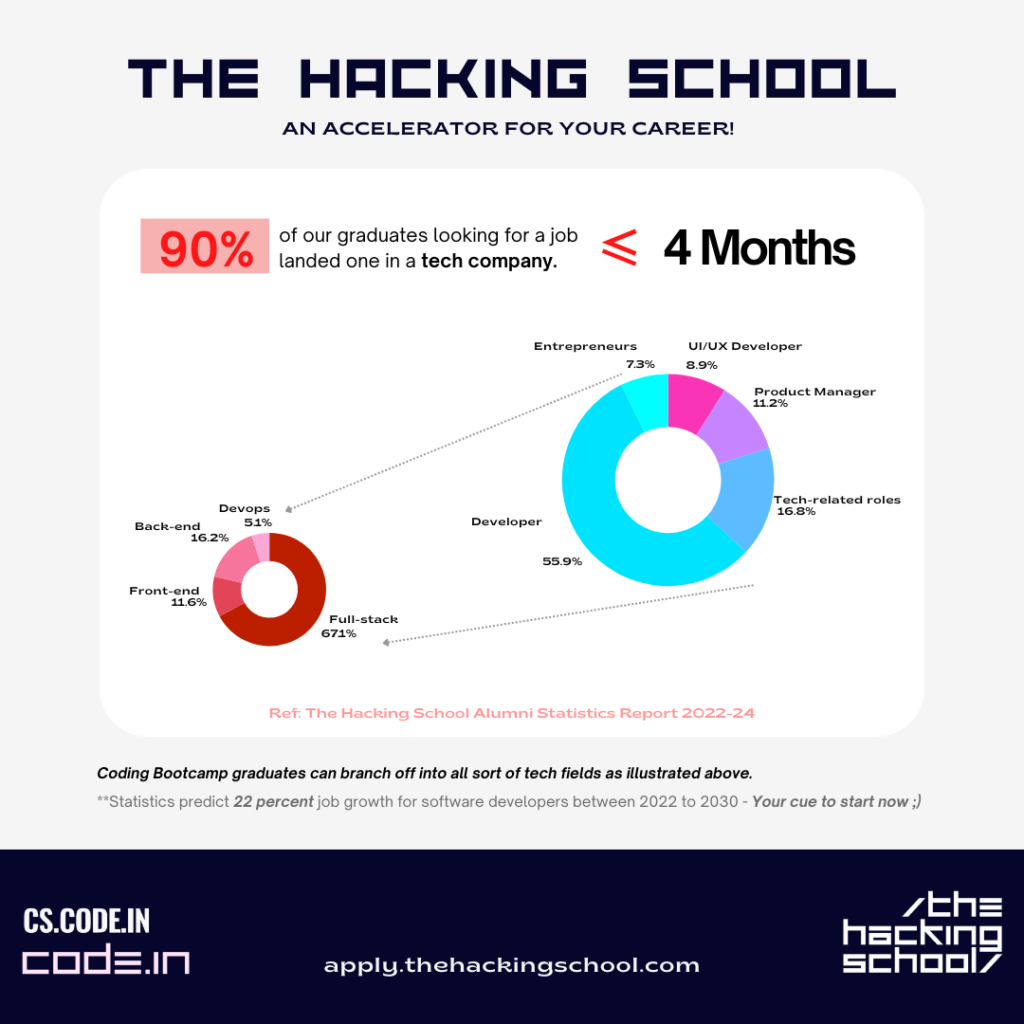 THE HACKING SCHOOL
AN ACCELERATOR FOR YOUR CAREER!
90%
of our graduates looking for a job
landed one in a tech company.
⩽ 4 Months
Entrepreneurs
7.3%
UI/UX Developer
8.9%
Product Manager
11.2%
Tech-related roles
16.8%
Developer
55.9%
Devops
5.1%
Back-end
16.2%
Front-end
11.6%
Full-stack
67.1%
Ref: The Hacking School Alumni Statistics Report 2022-24
Coding Bootcamp graduates can branch off into all sort of tech fields as illustrated above.
**Statistics predict 22 percent job growth for software developers between 2022 to 2030 - Your cue to start now ;)
CS.CODE.IN
code.in
apply.thehackingschool.com
/the
hacking
school/